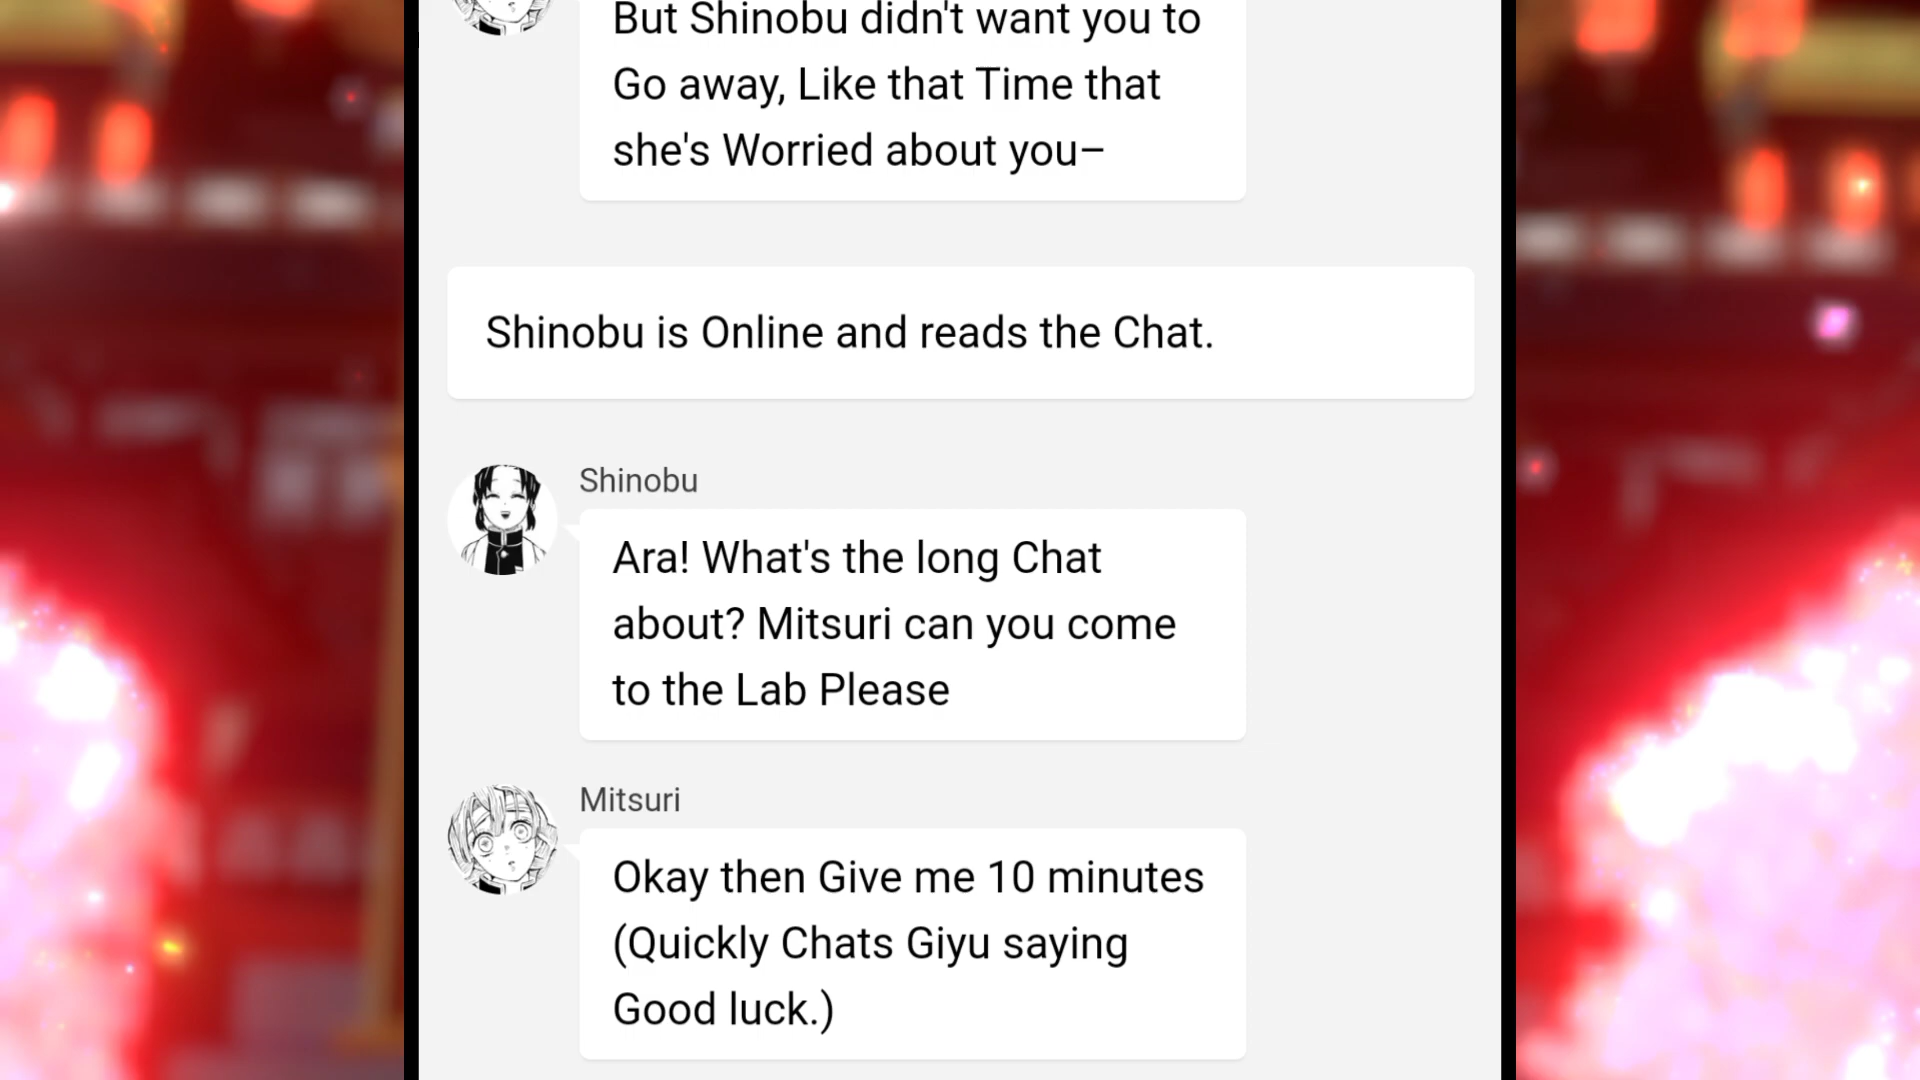 But Shinobu didn't want you to
Go away, Like that Time that
she's Worried about you–
Shinobu is Online and reads the Chat.
Shinobu
Ara! What's the long Chat
about? Mitsuri can you come
to the Lab Please
Mitsuri
Okay then Give me 10 minutes
(Quickly Chats Giyu saying
Good luck.)